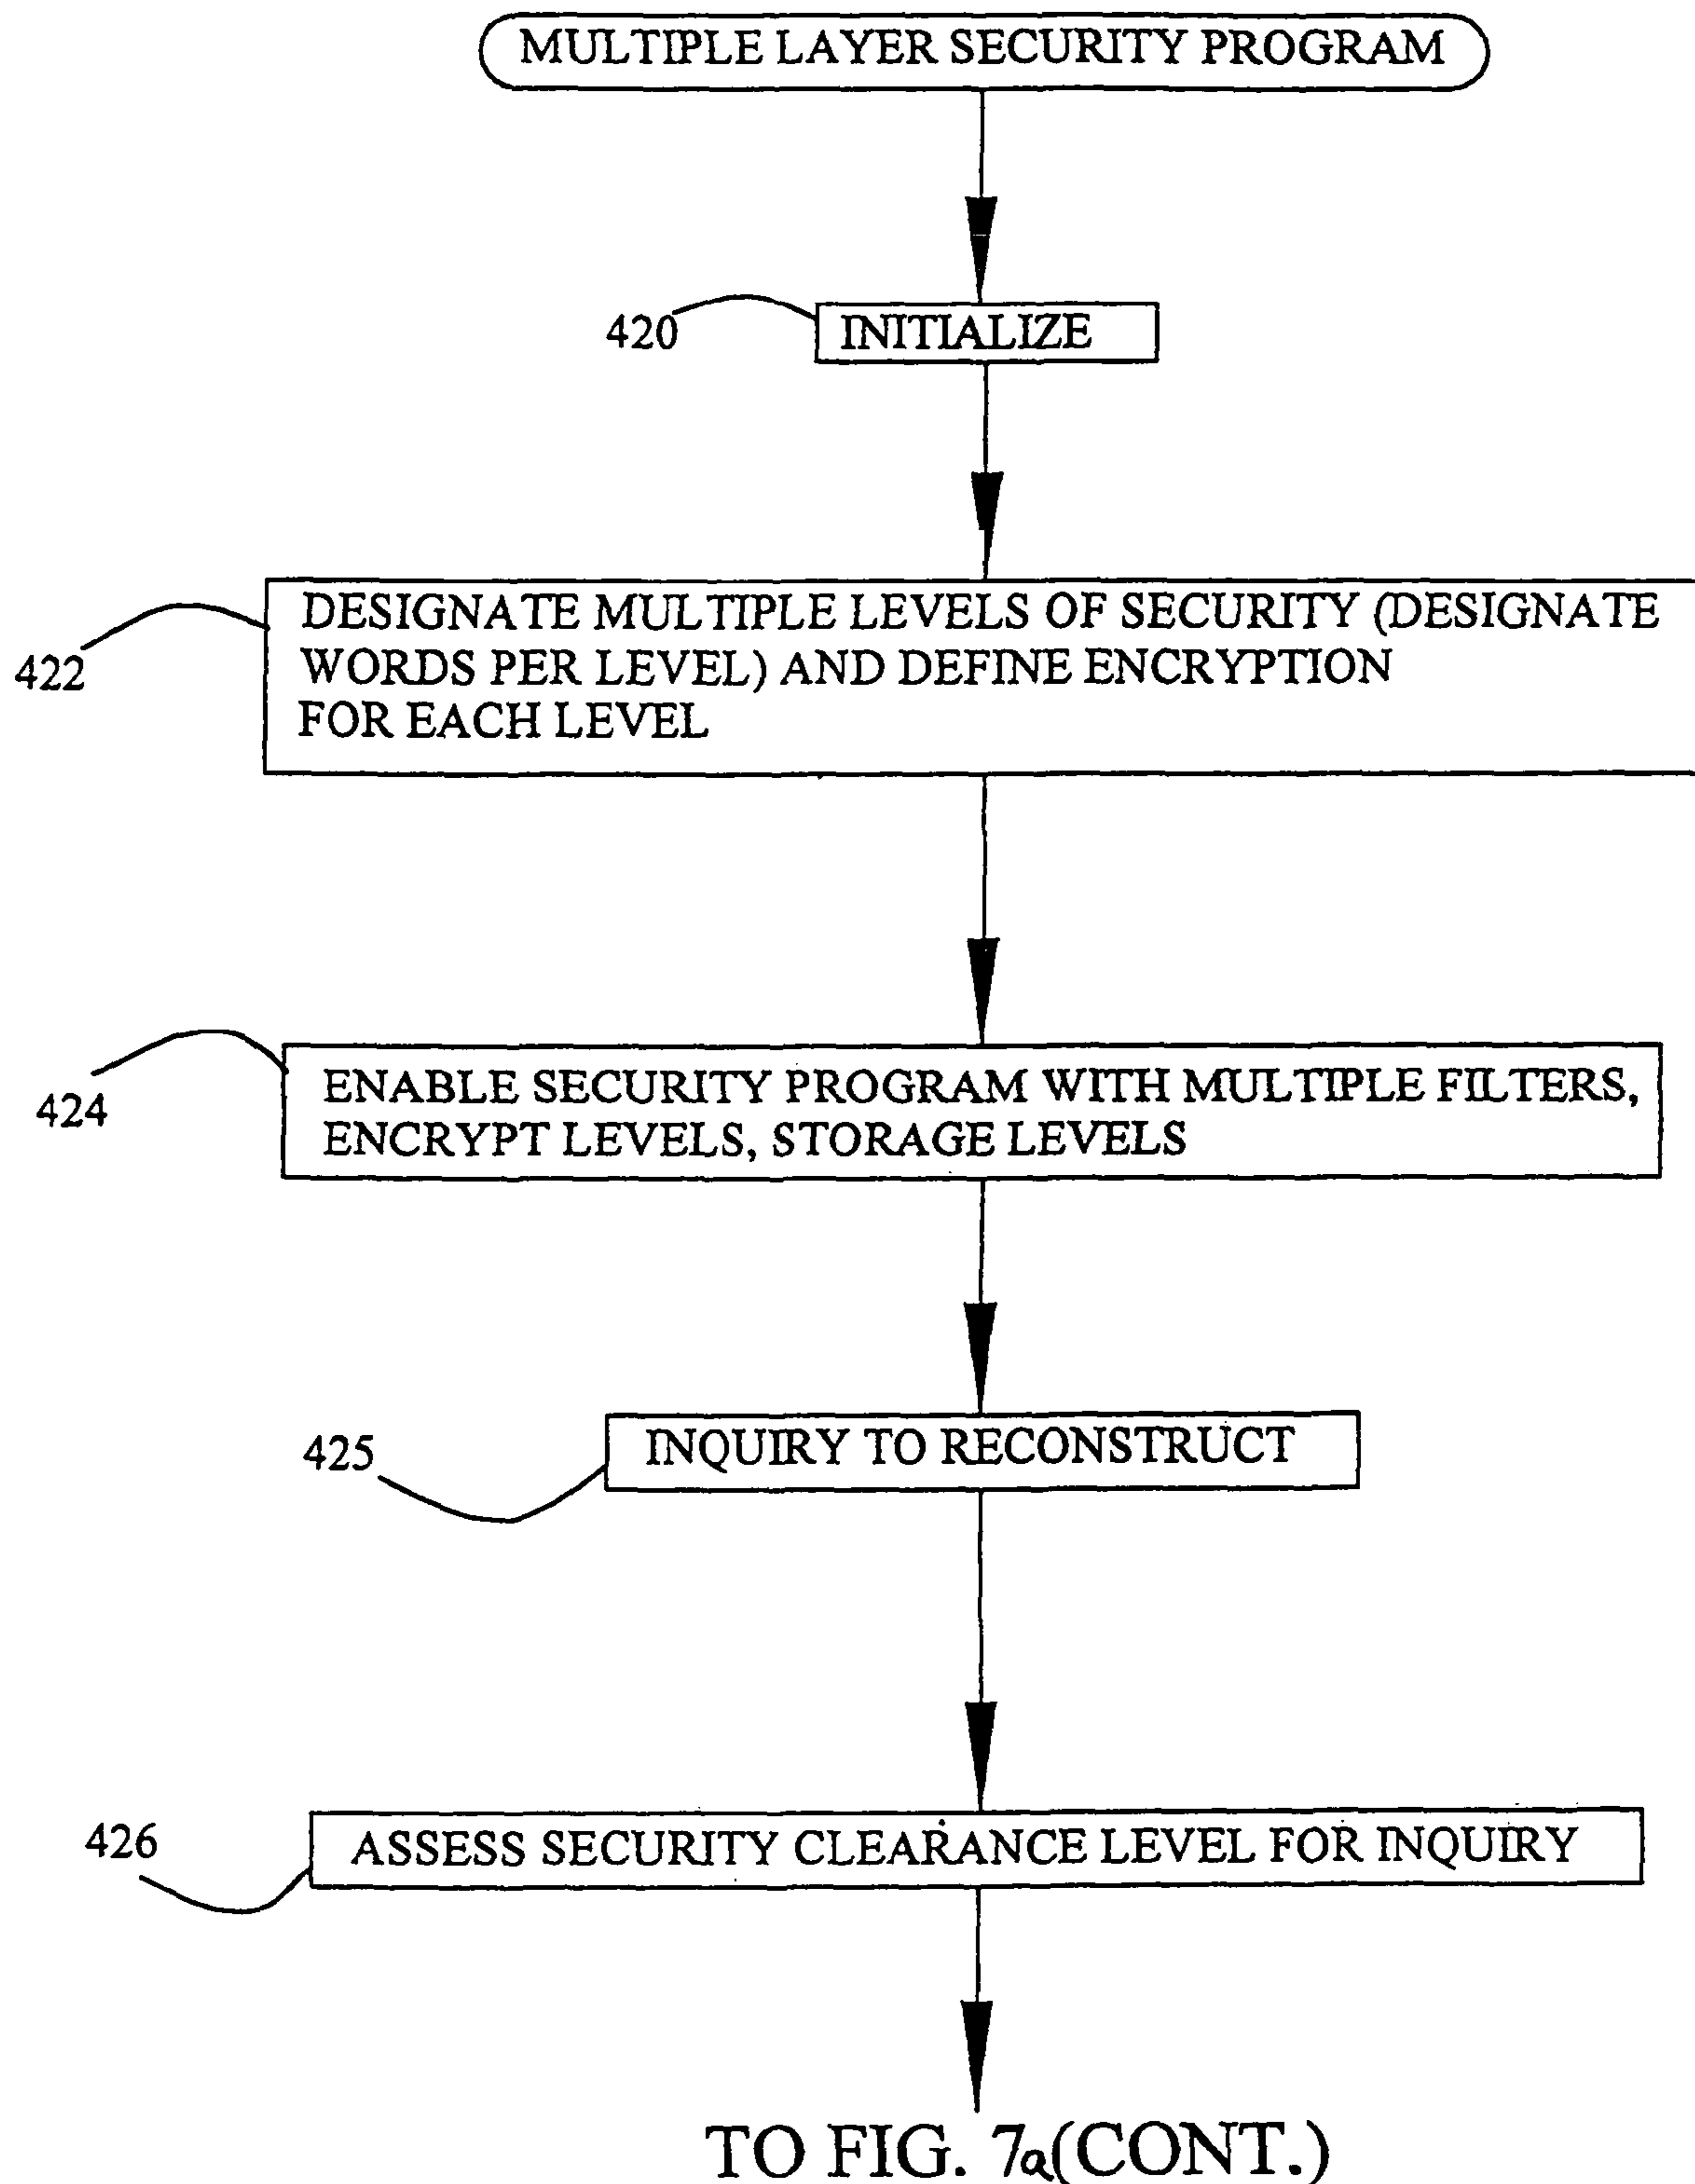 MULTIPLE LAYER SECURITY PROGRAM
420
INITIALIZE
422
DESIGNATE MULTIPLE LEVELS OF SECURITY (DESIGNATE
WORDS PER LEVEL) AND DEFINE ENCRYPTION
FOR EACH LEVEL
424
ENABLE SECURITY PROGRAM WITH MULTIPLE FILTERS,
ENCRYPT LEVELS, STORAGE LEVELS
425
INQUIRY TO RECONSTRUCT
426
ASSESS SECURITY CLEARANCE LEVEL FOR INQUIRY
TO FIG. 7a(CONT.)